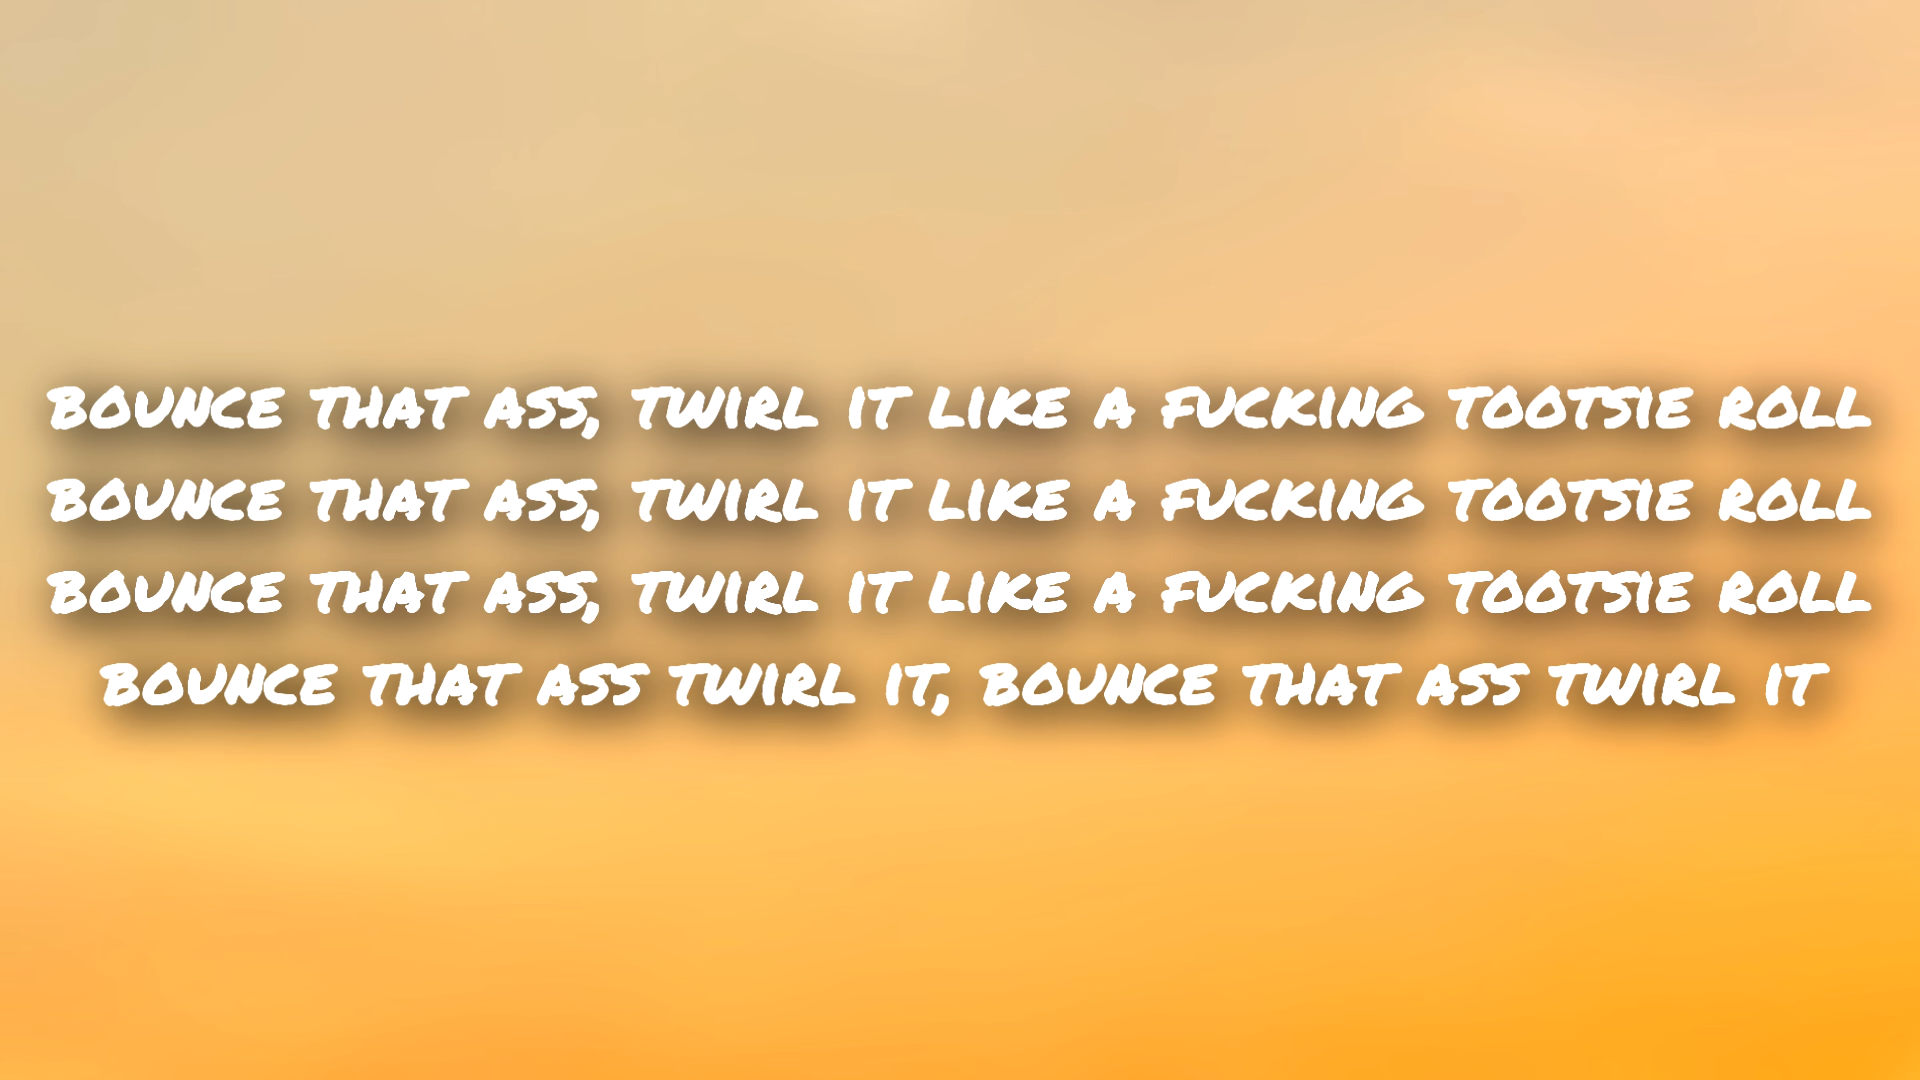 BOUNCE THAT ASS, TWIRL IT LIKE A FUCKING TOOTSIE ROLL
BOUNCE THAT ASS, TWIRL IT LIKE A FUCKING TOOTSIE ROLL
BOUNCE THAT ASS, TWIRL IT LIKE A FUCKING TOOTSIE ROLL
BOUNCE THAT ASS TWIRL IT, BOUNCE THAT ASS TWIRL IT